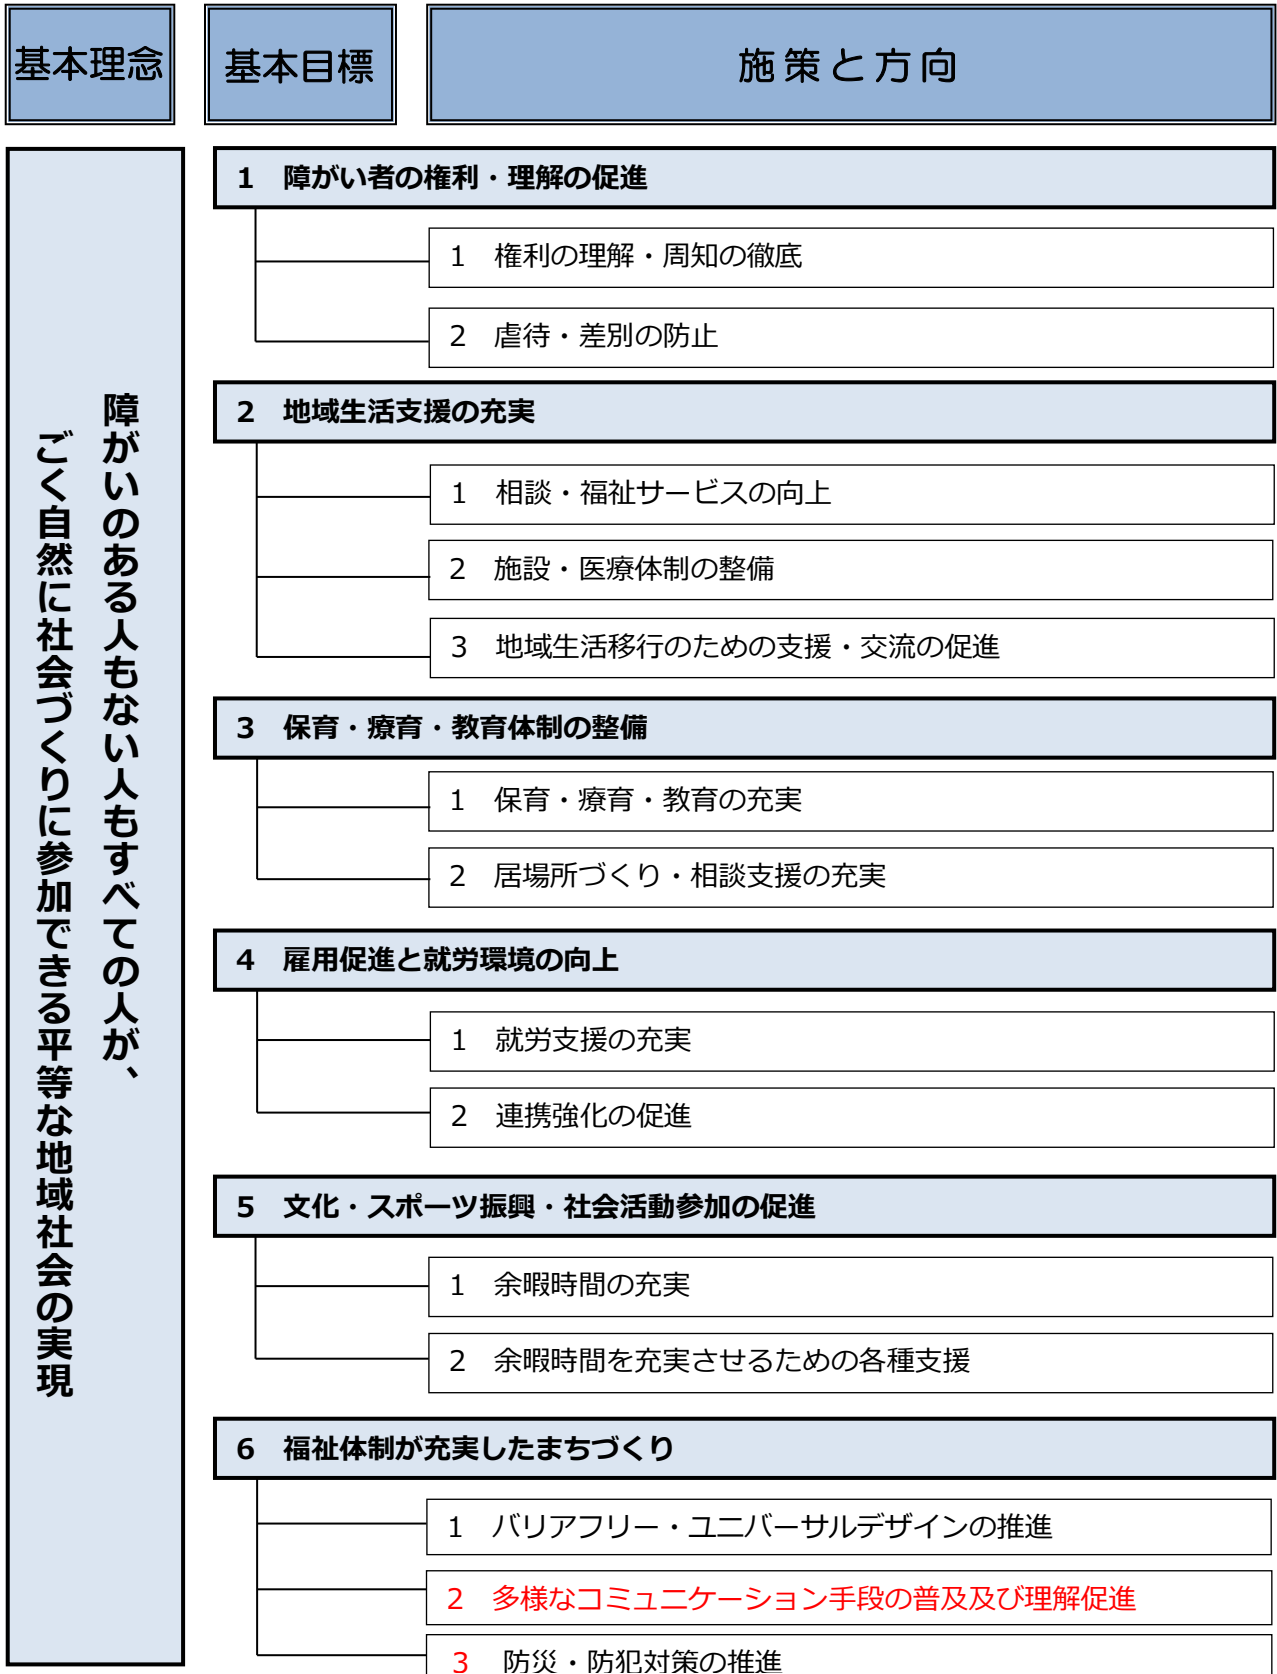 基本理念
基本目標
施策と方向
障がいのある人もない人もすべての人が、
ごく自然に社会づくりに参加できる平等な地域社会の実現
1 障がい者の権利・理解の促進
1 権利の理解・周知の徹底
2 虐待・差別の防止
2 地域生活支援の充実
1 相談・福祉サービスの向上
2 施設・医療体制の整備
3 地域生活移行のための支援・交流の促進
3 保育・療育・教育体制の整備
1 保育・療育・教育の充実
2 居場所づくり・相談支援の充実
4 雇用促進と就労環境の向上
1 就労支援の充実
2 連携強化の促進
5 文化・スポーツ振興・社会活動参加の促進
1 余暇時間の充実
2 余暇時間を充実させるための各種支援
6 福祉体制が充実したまちづくり
1 バリアフリー・ユニバーサルデザインの推進
2 多様なコミュニケーション手段の普及及び理解促進
3 防災・防犯対策の推進